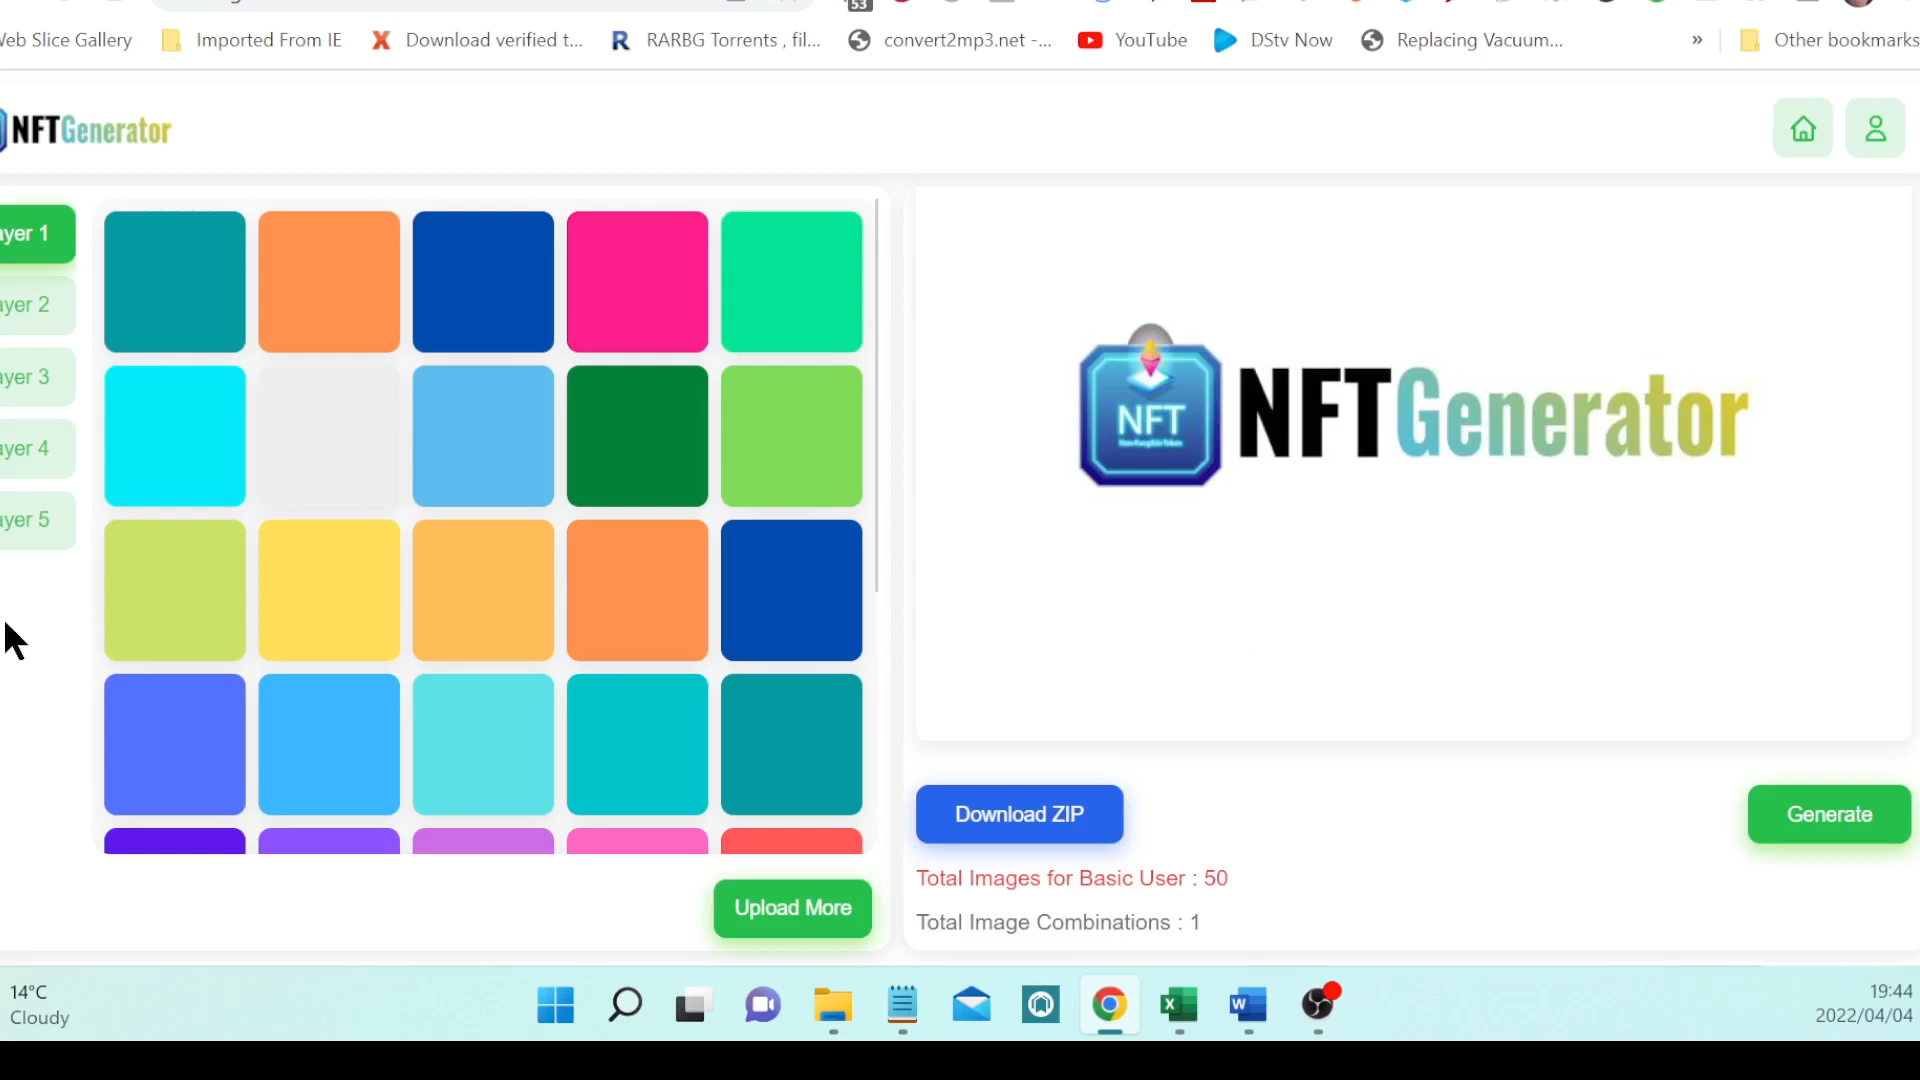 53
Web Slice Gallery
Imported From IE
Download verified t...
RARBG Torrents , fil...
convert2mp3.net -...
YouTube
DStv Now
Replacing Vacuum...
»
Other bookmarks
NFTGenerator
ayer 1
ayer 2
ayer 3
ayer 4
ayer 5
NFT
NFTGenerator
Download ZIP
Generate
Total Images for Basic User : 50
Upload More
Total Image Combinations : 1
14°C
Cloudy
19:44
2022/04/04